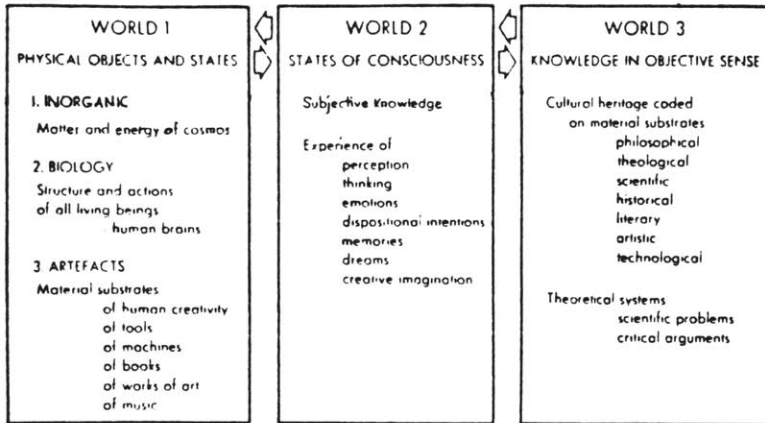 WORLD 1
PHYSICAL OBJECTS AND STATES
1. INORGANIC
Matter and energy of cosmos
2. BIOLOGY
Structure and actions
of all living beings
human brains
3. ARTEFACTS
Material substrates
of human creativity
of tools
of machines
of books
of works of art
of music
WORLD 2
STATES OF CONSCIOUSNESS
Subjective Knowledge
Experience of
perception
thinking
emotions
dispositional intentions
memories
dreams
creative imagination
WORLD 3
KNOWLEDGE IN OBJECTIVE SENSE
Cultural heritage coded
on material substrates
philosophical
theological
scientific
historical
literary
artistic
technological
Theoretical systems
scientific problems
critical arguments